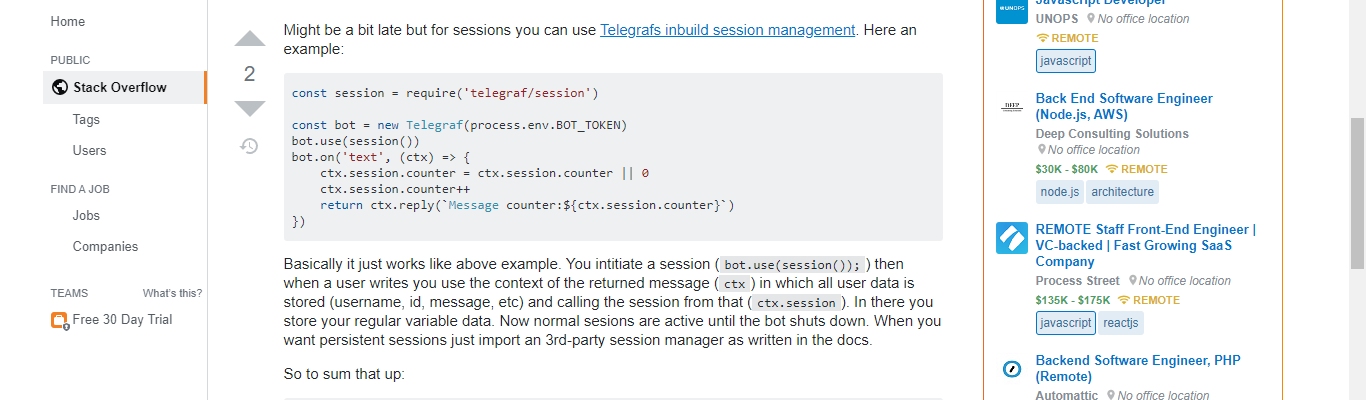 Home
PUBLIC
Stack Overflow
Tags
Users
FIND A JOB
Jobs
Companies
TEAMS What's this?
Free 30 Day Trial
2
Might be a bit late but for sessions you can use Telegrafs inbuild session management. Here an
example:
const session = require('telegraf/session')
const bot = new Telegraf(process.env.BOT_TOKEN)
bot.use(session())
bot.on('text', (ctx) => {
    ctx.session.counter = ctx.session.counter || 0
    ctx.session.counter++
    return ctx.reply(`Message counter:${ctx.session.counter}`)
})
Basically it just works like above example. You intitiate a session ( bot.use(session()); ) then
when a user writes you use the context of the returned message ( ctx ) in which all user data is
stored (username, id, message, etc) and calling the session from that ( ctx.session ). In there you
store your regular variable data. Now normal sesions are active until the bot shuts down. When you
want persistent sessions just import an 3rd-party session manager as written in the docs.
So to sum that up:
Javascript Developer
UNOPS
UNOPS No office location
REMOTE
javascript
DEEP
Back End Software Engineer
(Node.js, AWS)
Deep Consulting Solutions
No office location
$30K - $80K REMOTE
node.js architecture
REMOTE Staff Front-End Engineer |
VC-backed | Fast Growing SaaS
Company
Process Street No office location
$135K - $175K REMOTE
javascript reactjs
Backend Software Engineer, PHP
(Remote)
Automattic No office location